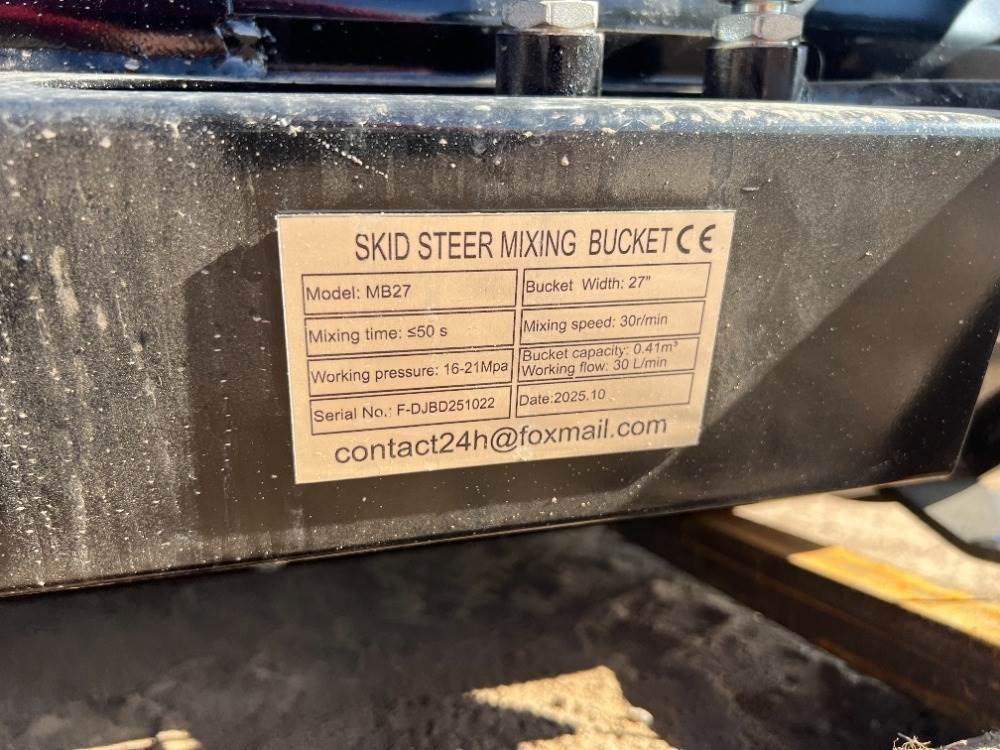 SKID STEER MIXING BUCKET CE
Model: MB27
Bucket Width: 27"
Mixing time: ≤50 s
Mixing speed: 30r/min
Working pressure: 16-21Mpa
Bucket capacity: 0.41m³
Working flow: 30 L/min
Serial No.: F-DJBD251022
Date:2025.10
contact24h@foxmail.com